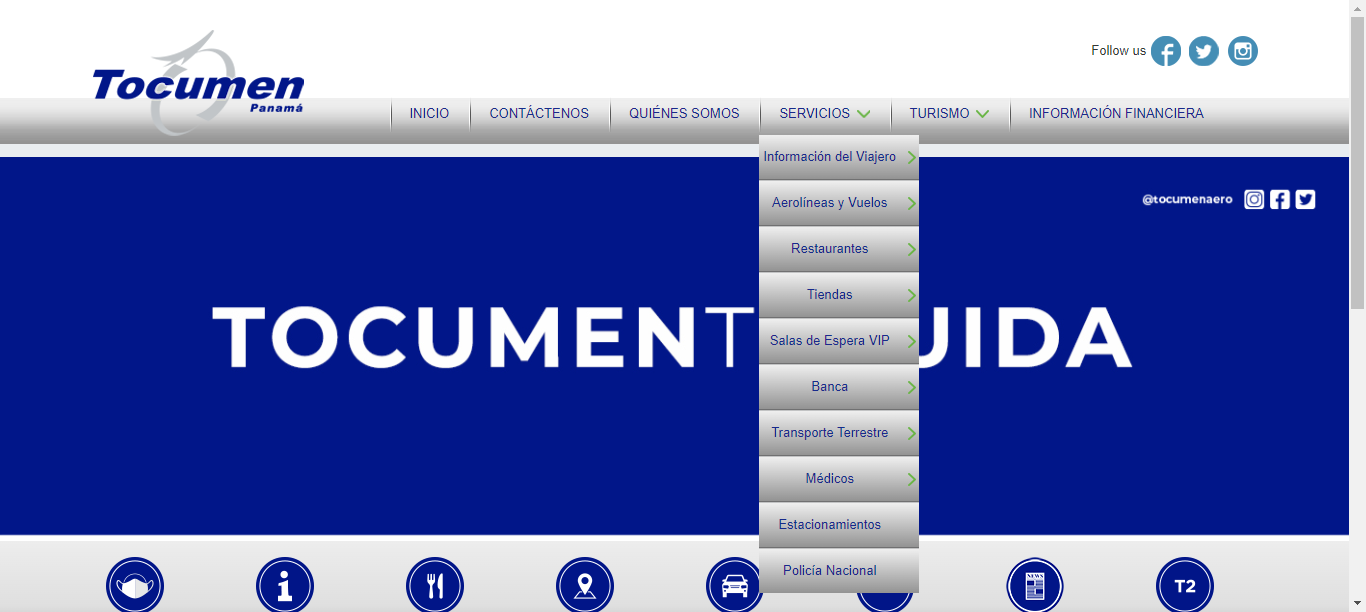 Follow us
Tocumen
Panamá
INICIO
CONTÁCTENOS
QUIÉNES SOMOS
SERVICIOS
TURISMO
INFORMACIÓN FINANCIERA
Información del Viajero
Aerolíneas y Vuelos
Restaurantes
Tiendas
Salas de Espera VIP
Banca
Transporte Terrestre
Médicos
Estacionamientos
Policía Nacional
@tocumenaero
TOCUMENT UIDA
NEWS
T2